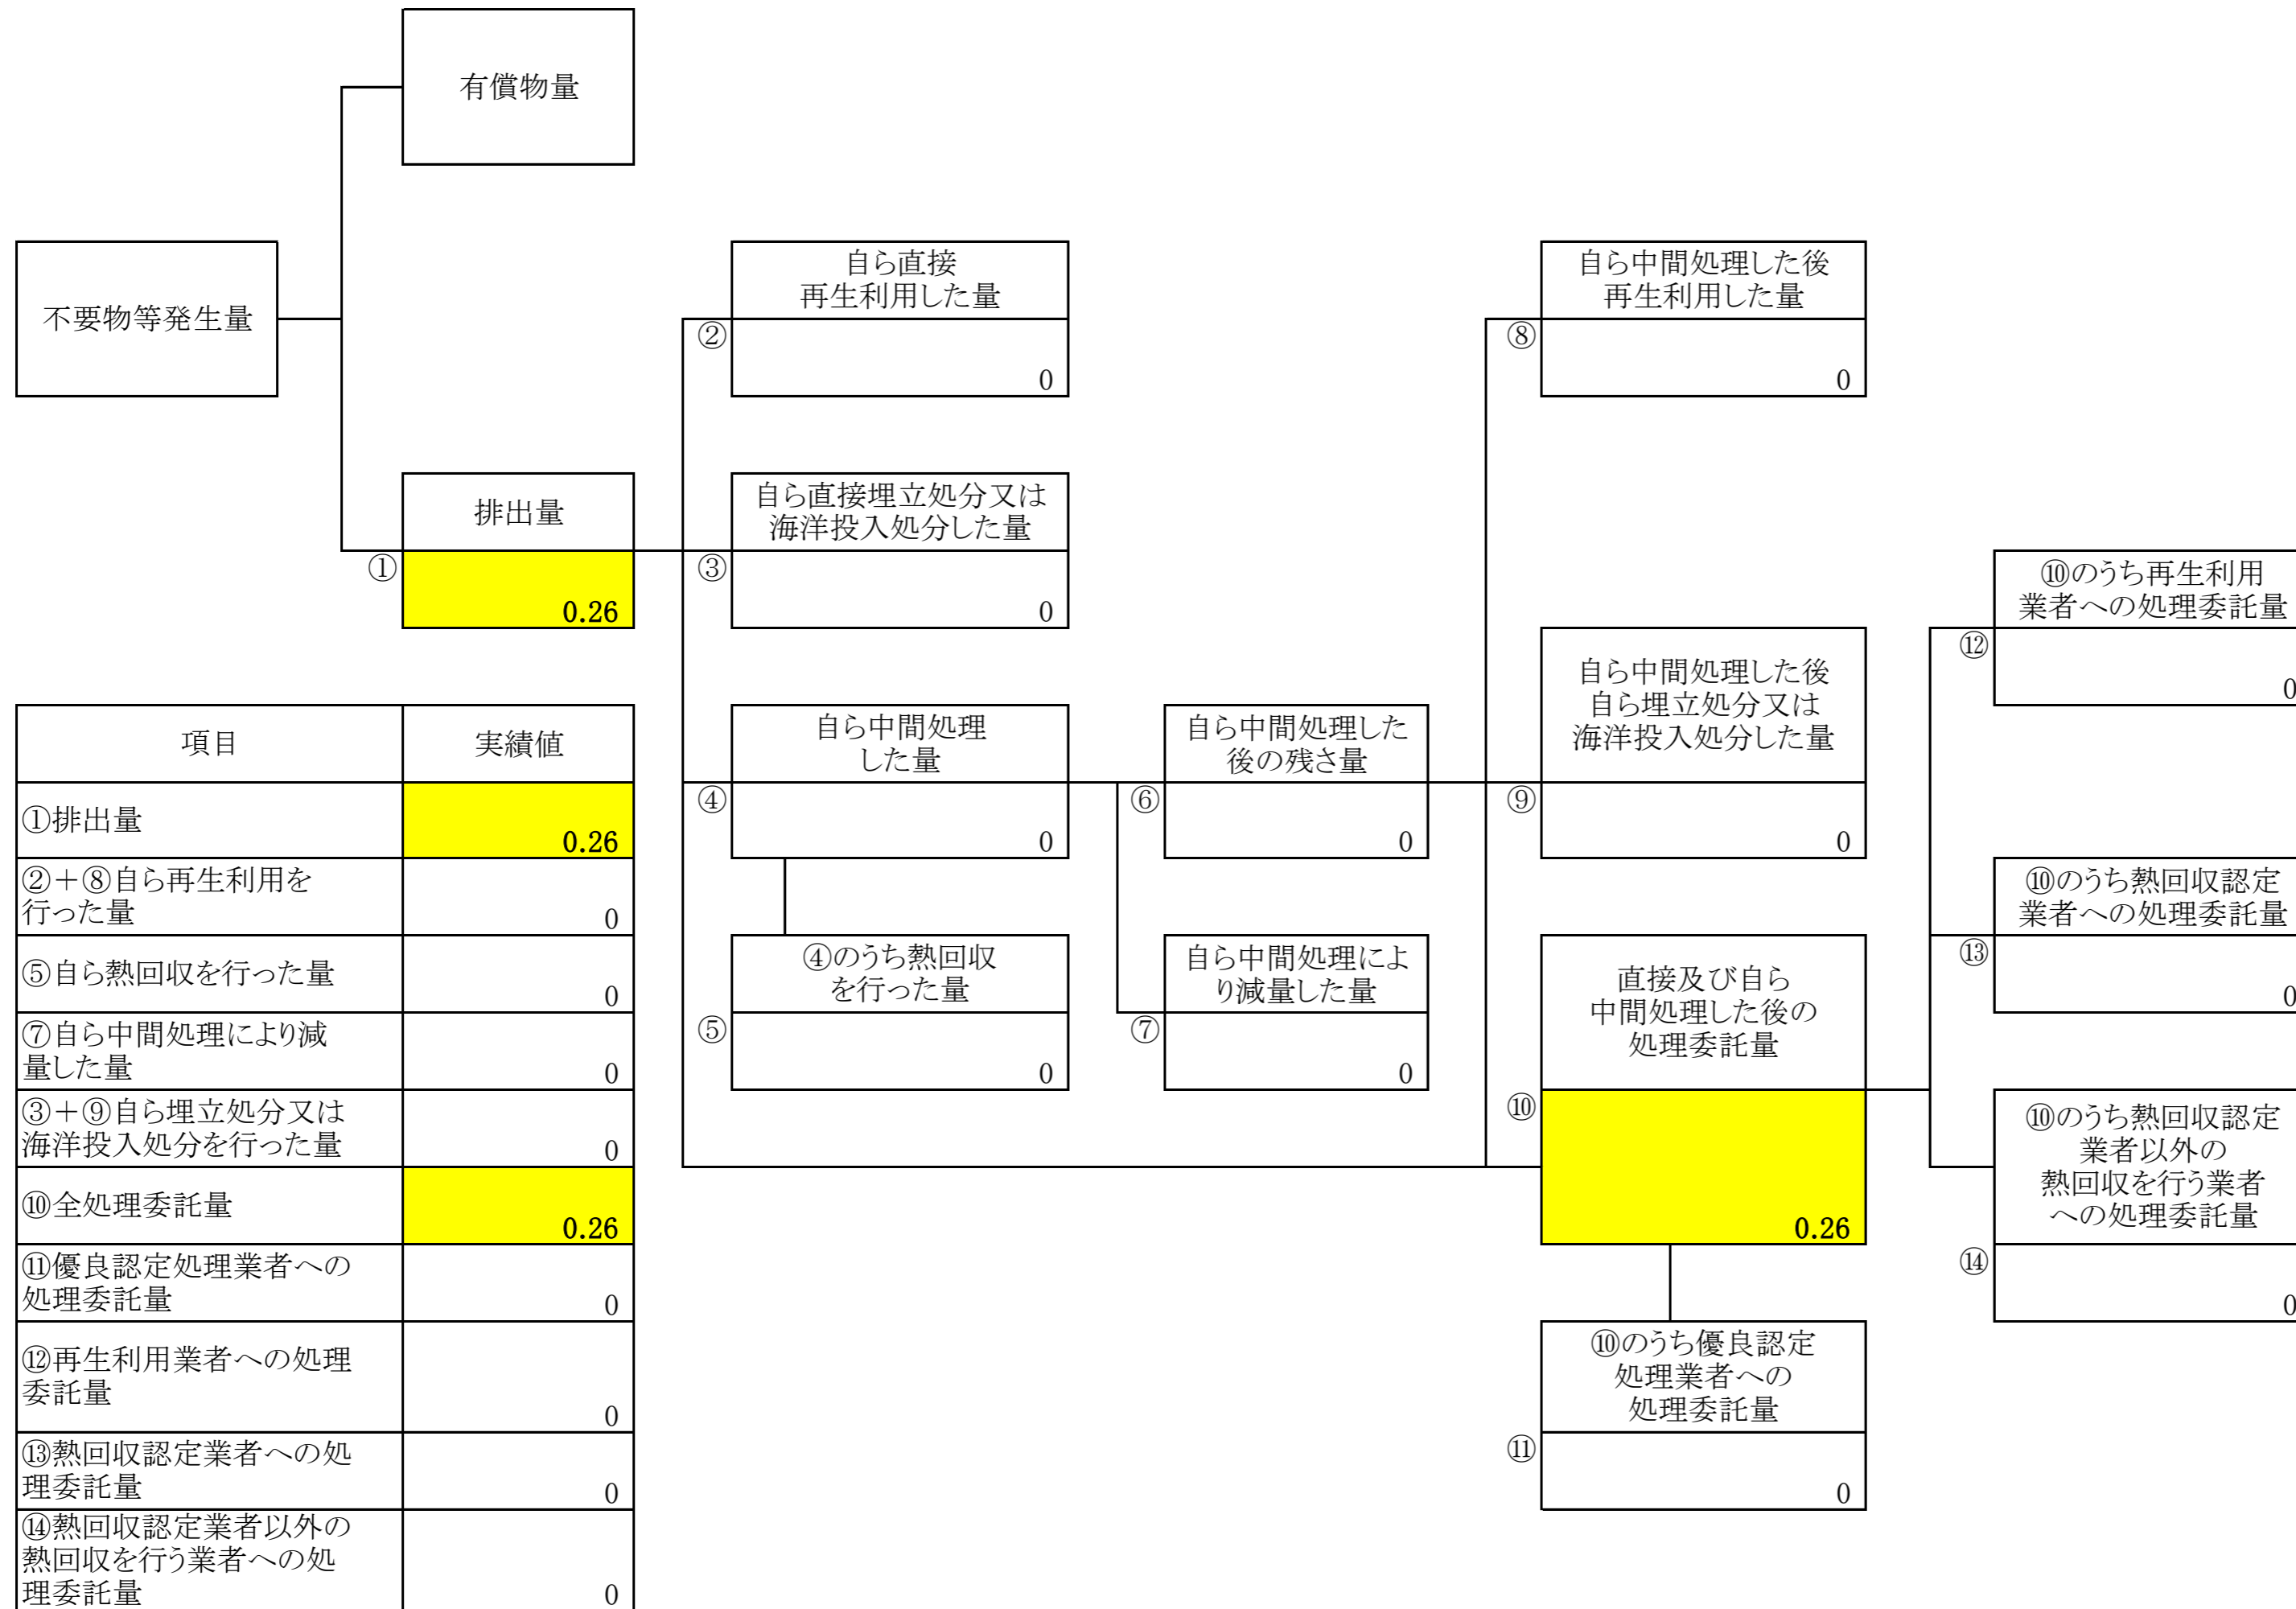 有償物量
不要物等発生量
自ら直接
再生利用した量
②
0
自ら中間処理した後
再生利用した量
⑧
0
排出量
①
0.26
自ら直接埋立処分又は
海洋投入処分した量
③
0
⑩のうち再生利用
業者への処理委託量
⑫
0
自ら中間処理
した量
④
0
自ら中間処理した
後の残さ量
⑥
0
自ら中間処理した後
自ら埋立処分又は
海洋投入処分した量
⑨
0
⑩のうち熱回収認定
業者への処理委託量
⑬
0
④のうち熱回収
を行った量
⑤
0
自ら中間処理によ
り減量した量
⑦
0
直接及び自ら
中間処理した後の
処理委託量
⑩
0.26
⑩のうち熱回収認定
業者以外の
熱回収を行う業者
への処理委託量
⑭
0
⑩のうち優良認定
処理業者への
処理委託量
⑪
0
項目
実績値
①排出量
0.26
②+⑧自ら再生利用を
行った量
0
⑤自ら熱回収を行った量
0
⑦自ら中間処理により減
量した量
0
③+⑨自ら埋立処分又は
海洋投入処分を行った量
0
⑩全処理委託量
0.26
⑪優良認定処理業者への
処理委託量
0
⑫再生利用業者への処理
委託量
0
⑬熱回収認定業者への処
理委託量
0
⑭熱回収認定業者以外の
熱回収を行う業者への処
理委託量
0